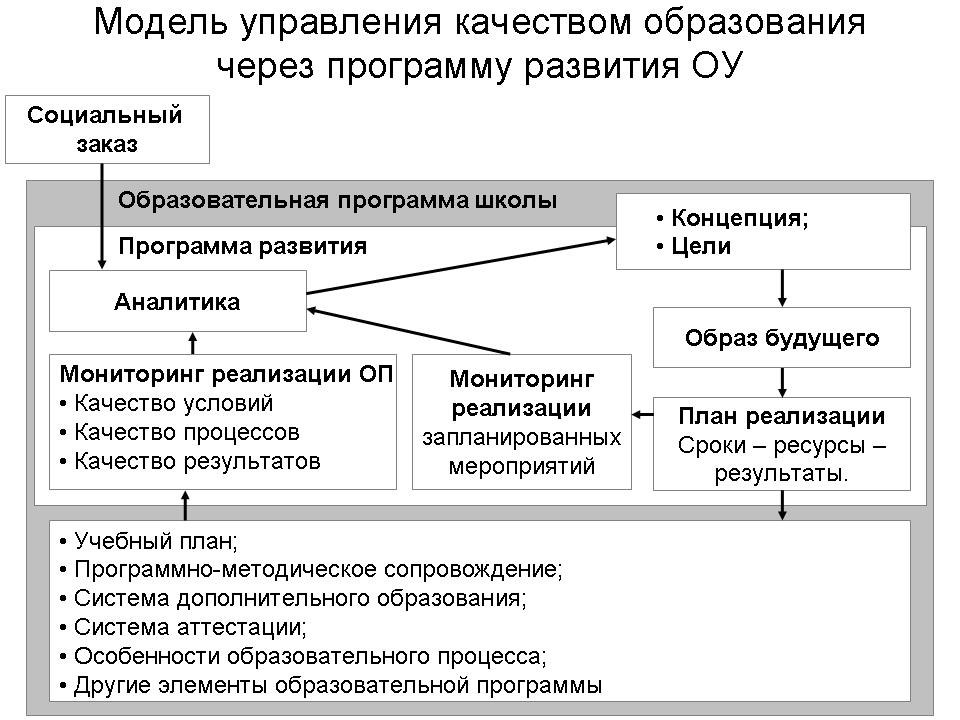 Модель управления качеством образования
через программу развития ОУ
Социальный
заказ
Образовательная программа школы
Программа развития
• Концепция;
• Цели
Аналитика
Образ будущего
Мониторинг реализации ОП
• Качество условий
• Качество процессов
• Качество результатов
Мониторинг
реализации
запланированных
мероприятий
План реализации
Сроки – ресурсы –
результаты.
• Учебный план;
• Программно-методическое сопровождение;
• Система дополнительного образования;
• Система аттестации;
• Особенности образовательного процесса;
• Другие элементы образовательной программы